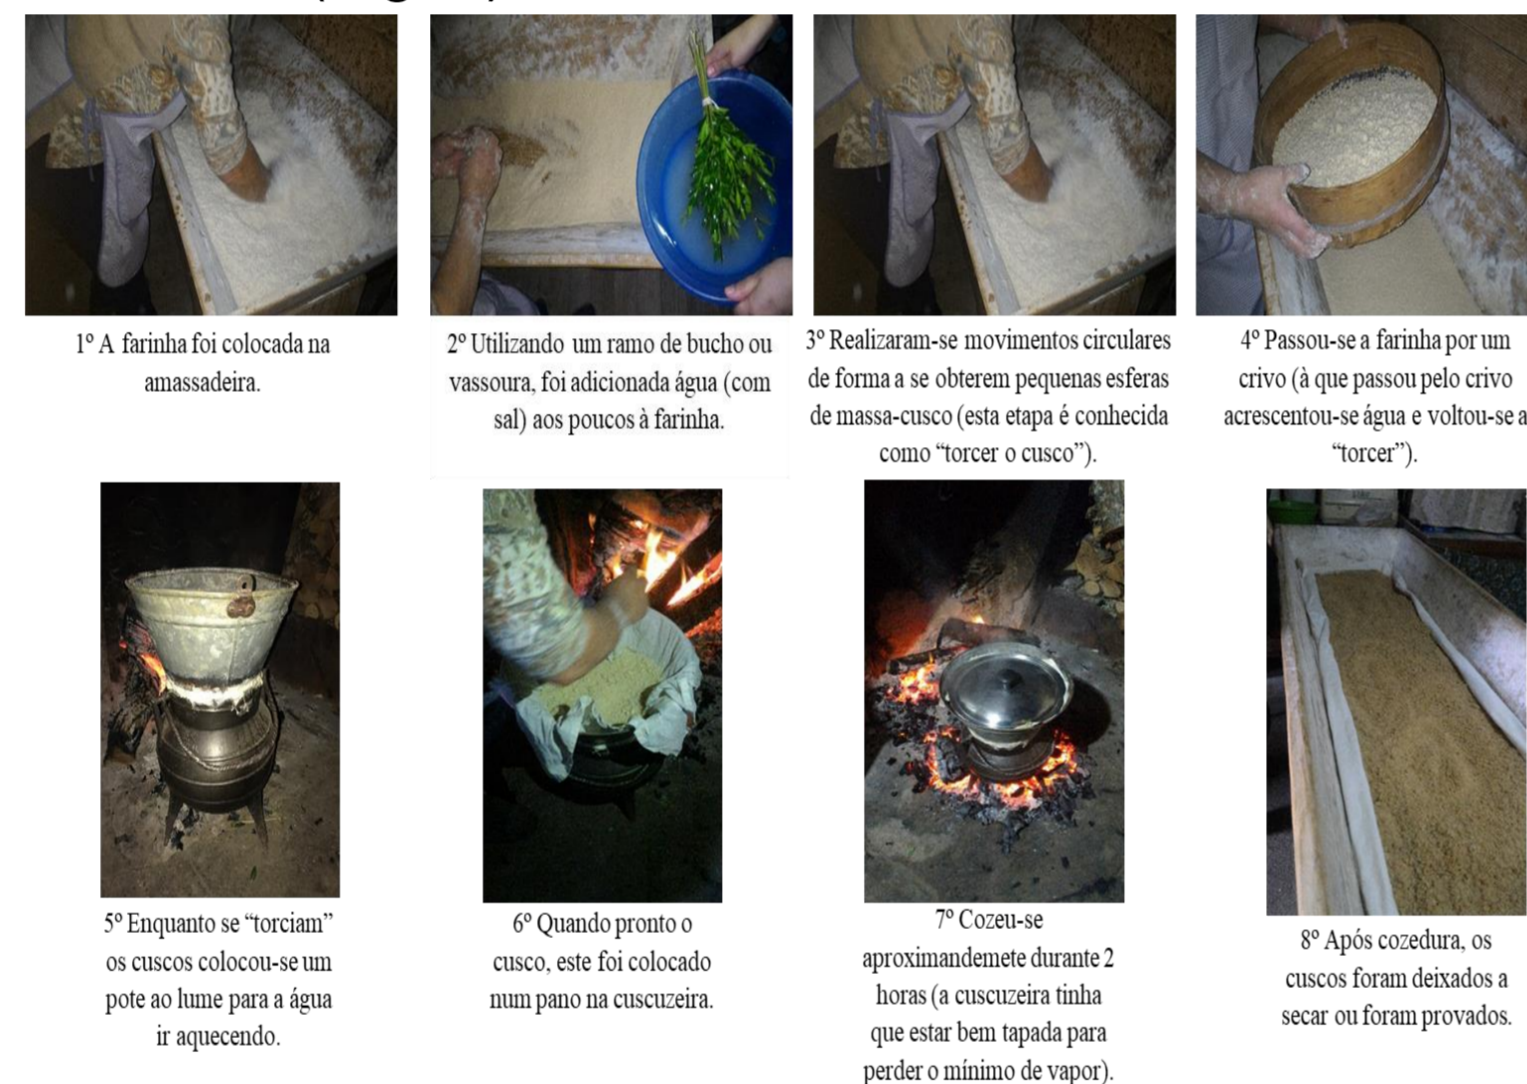 1º A farinha foi colocada na
amassadeira.
2º Utilizando um ramo de bucho ou
vassoura, foi adicionada água (com
sal) aos poucos à farinha.
3º Realizaram-se movimentos circulares
de forma a se obterem pequenas esferas
de massa-cusco (esta etapa é conhecida
como “torcer o cusco”).
4º Passou-se a farinha por um
crivo (à que passou pelo crivo
acrescentou-se água e voltou-se a
“torcer”).
5º Enquanto se “torciam”
os cuscos colocou-se um
pote ao lume para a água
ir aquecendo.
6º Quando pronto o
cusco, este foi colocado
num pano na cuscuzeira.
7º Cozeu-se
aproximandemete durante 2
horas (a cuscuzeira tinha
que estar bem tapada para
perder o mínimo de vapor).
8º Após cozedura, os
cuscos foram deixados a
secar ou foram provados.